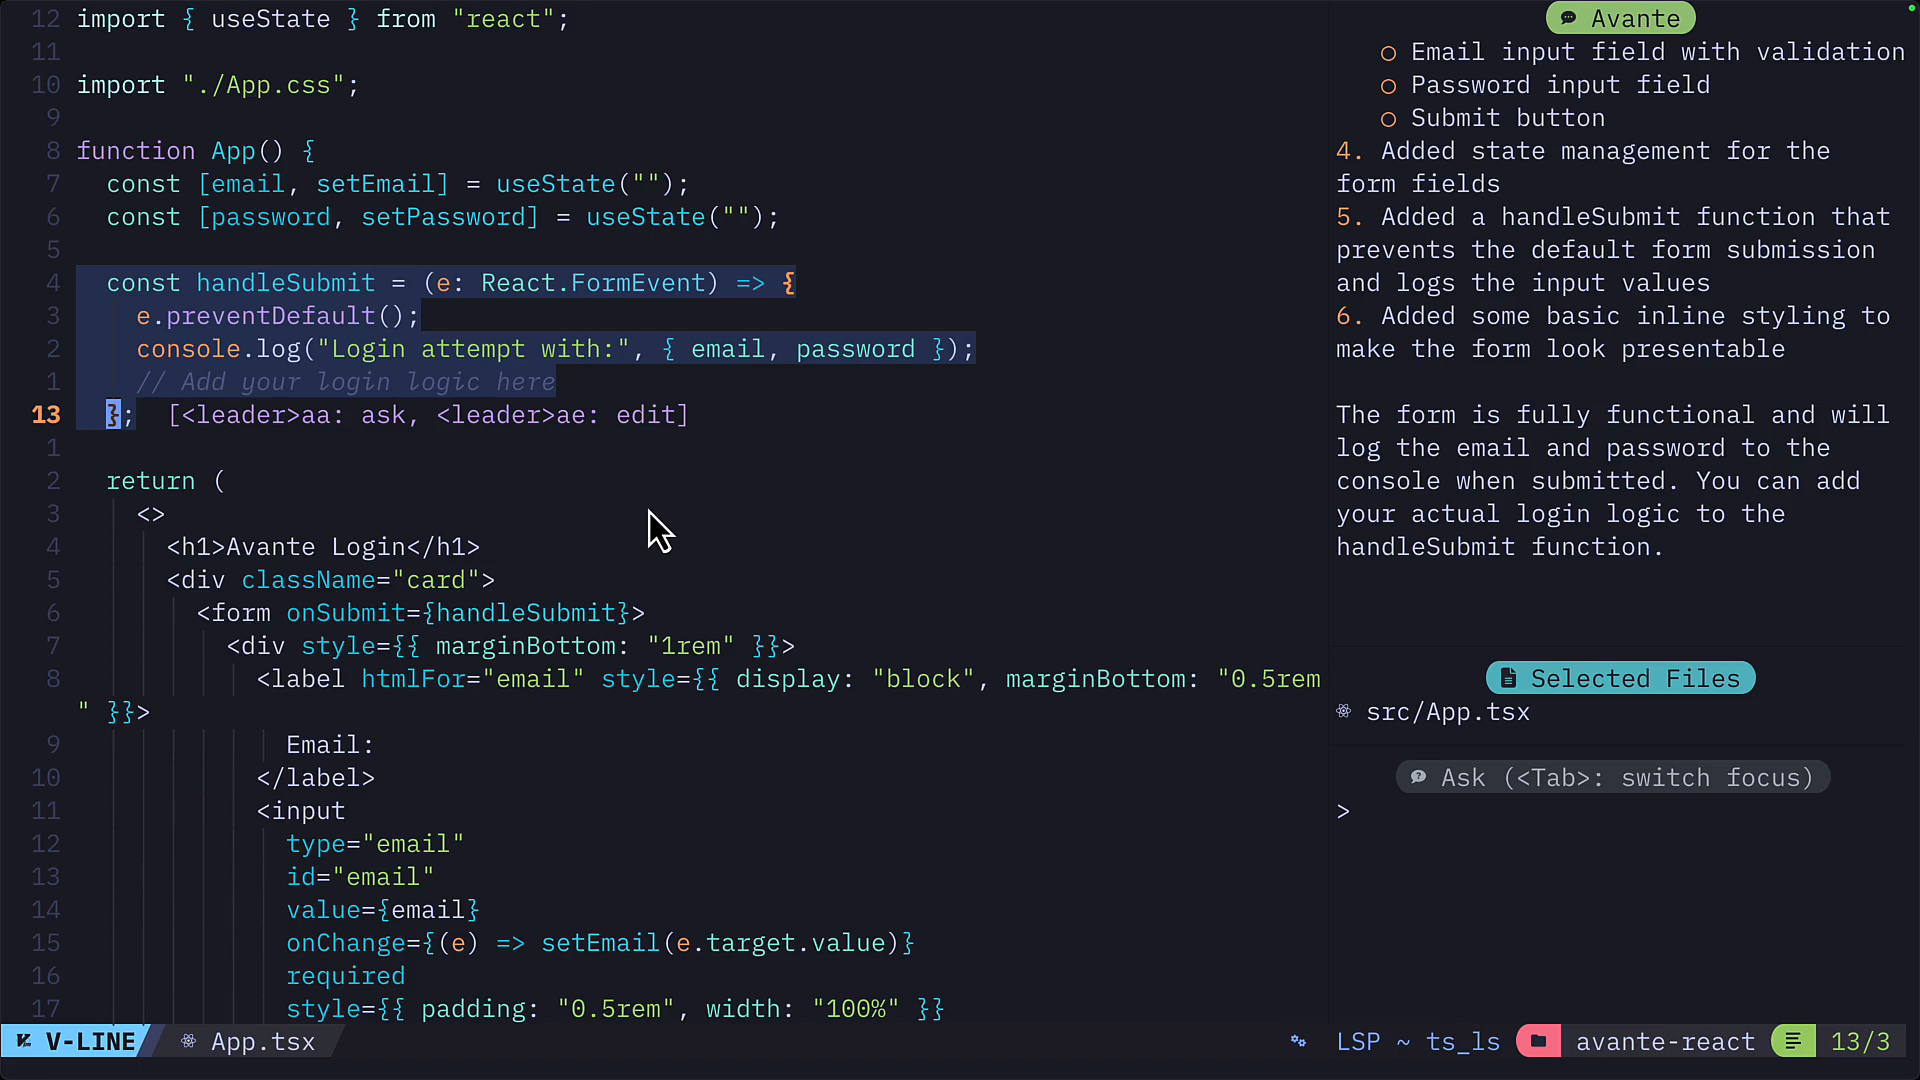 12 import { useState } from "react";
11
10 import "./App.css";
9
8 function App() {
7 const [email, setEmail] = useState("");
6 const [password, setPassword] = useState("");
5
4 const handleSubmit = (e: React.FormEvent) => {
3 e.preventDefault();
2 console.log("Login attempt with:", { email, password });
1 // Add your login logic here
13 }; [<leader>aa: ask, <leader>ae: edit]
1
2 return (
3 <>
4 <h1>Avante Login</h1>
5 <div className="card">
6 <form onSubmit={handleSubmit}>
7 <div style={{ marginBottom: "1rem" }}>
8 <label htmlFor="email" style={{ display: "block", marginBottom: "0.5rem
" }}>
9 Email:
10 </label>
11 <input
12 type="email"
13 id="email"
14 value={email}
15 onChange={(e) => setEmail(e.target.value)}
16 required
17 style={{ padding: "0.5rem", width: "100%" }}
Avante
Email input field with validation
Password input field
Submit button
4. Added state management for the
form fields
5. Added a handleSubmit function that
prevents the default form submission
and logs the input values
6. Added some basic inline styling to
make the form look presentable
The form is fully functional and will
log the email and password to the
console when submitted. You can add
your actual login logic to the
handleSubmit function.
Selected Files
src/App.tsx
Ask (<Tab>: switch focus)
>
V-LINE App.tsx LSP ~ ts_ls avante-react 13/3